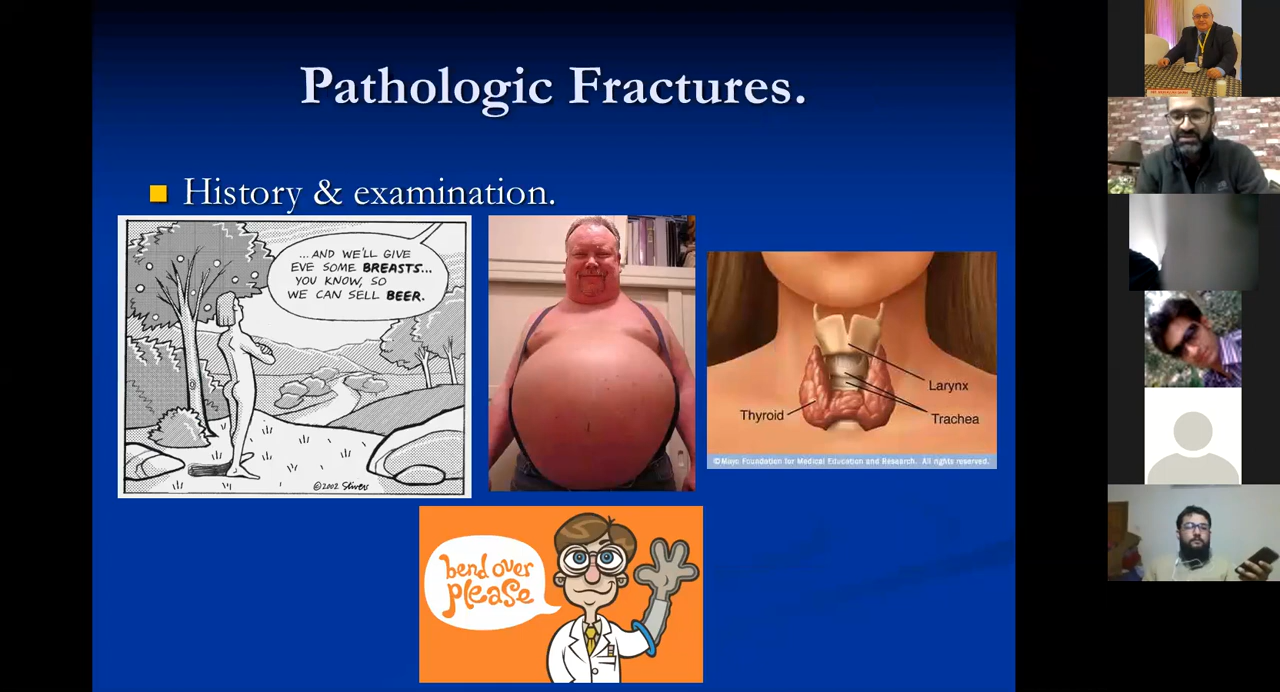 Pathologic Fractures.
History & examination.
...AND WE'LL GIVE
EVE SOME BREASTS...
YOU KNOW, SO
WE CAN SELL BEER.
©2002 Stivers
Larynx
Thyroid
Trachea
©Mayo Foundation for Medical Education and Research. All rights reserved.
bend over
please